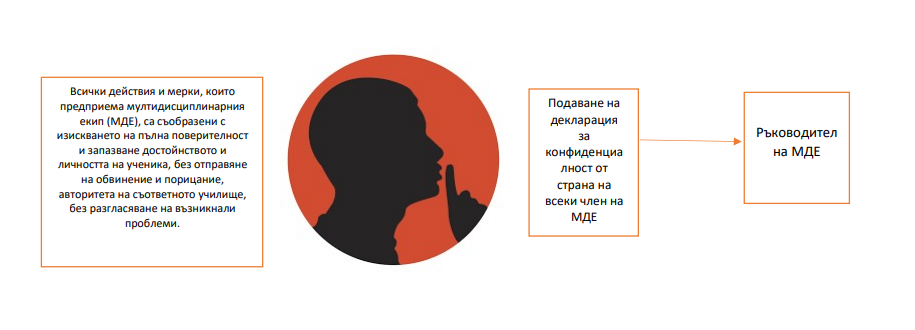 Всички действия и мерки, които
предприема мултидисциплинарния
екип (МДЕ), са съобразени с
изискването на пълна поверителност
и запазване достойнството и
личността на ученика, без отправяне
на обвинение и порицание,
авторитета на съответното училище,
без разгласяване на възникнали
проблеми.
Подаване на
декларация
за
конфиденциа
лност от
страна на
всеки член на
МДЕ
Ръководител
на МДЕ